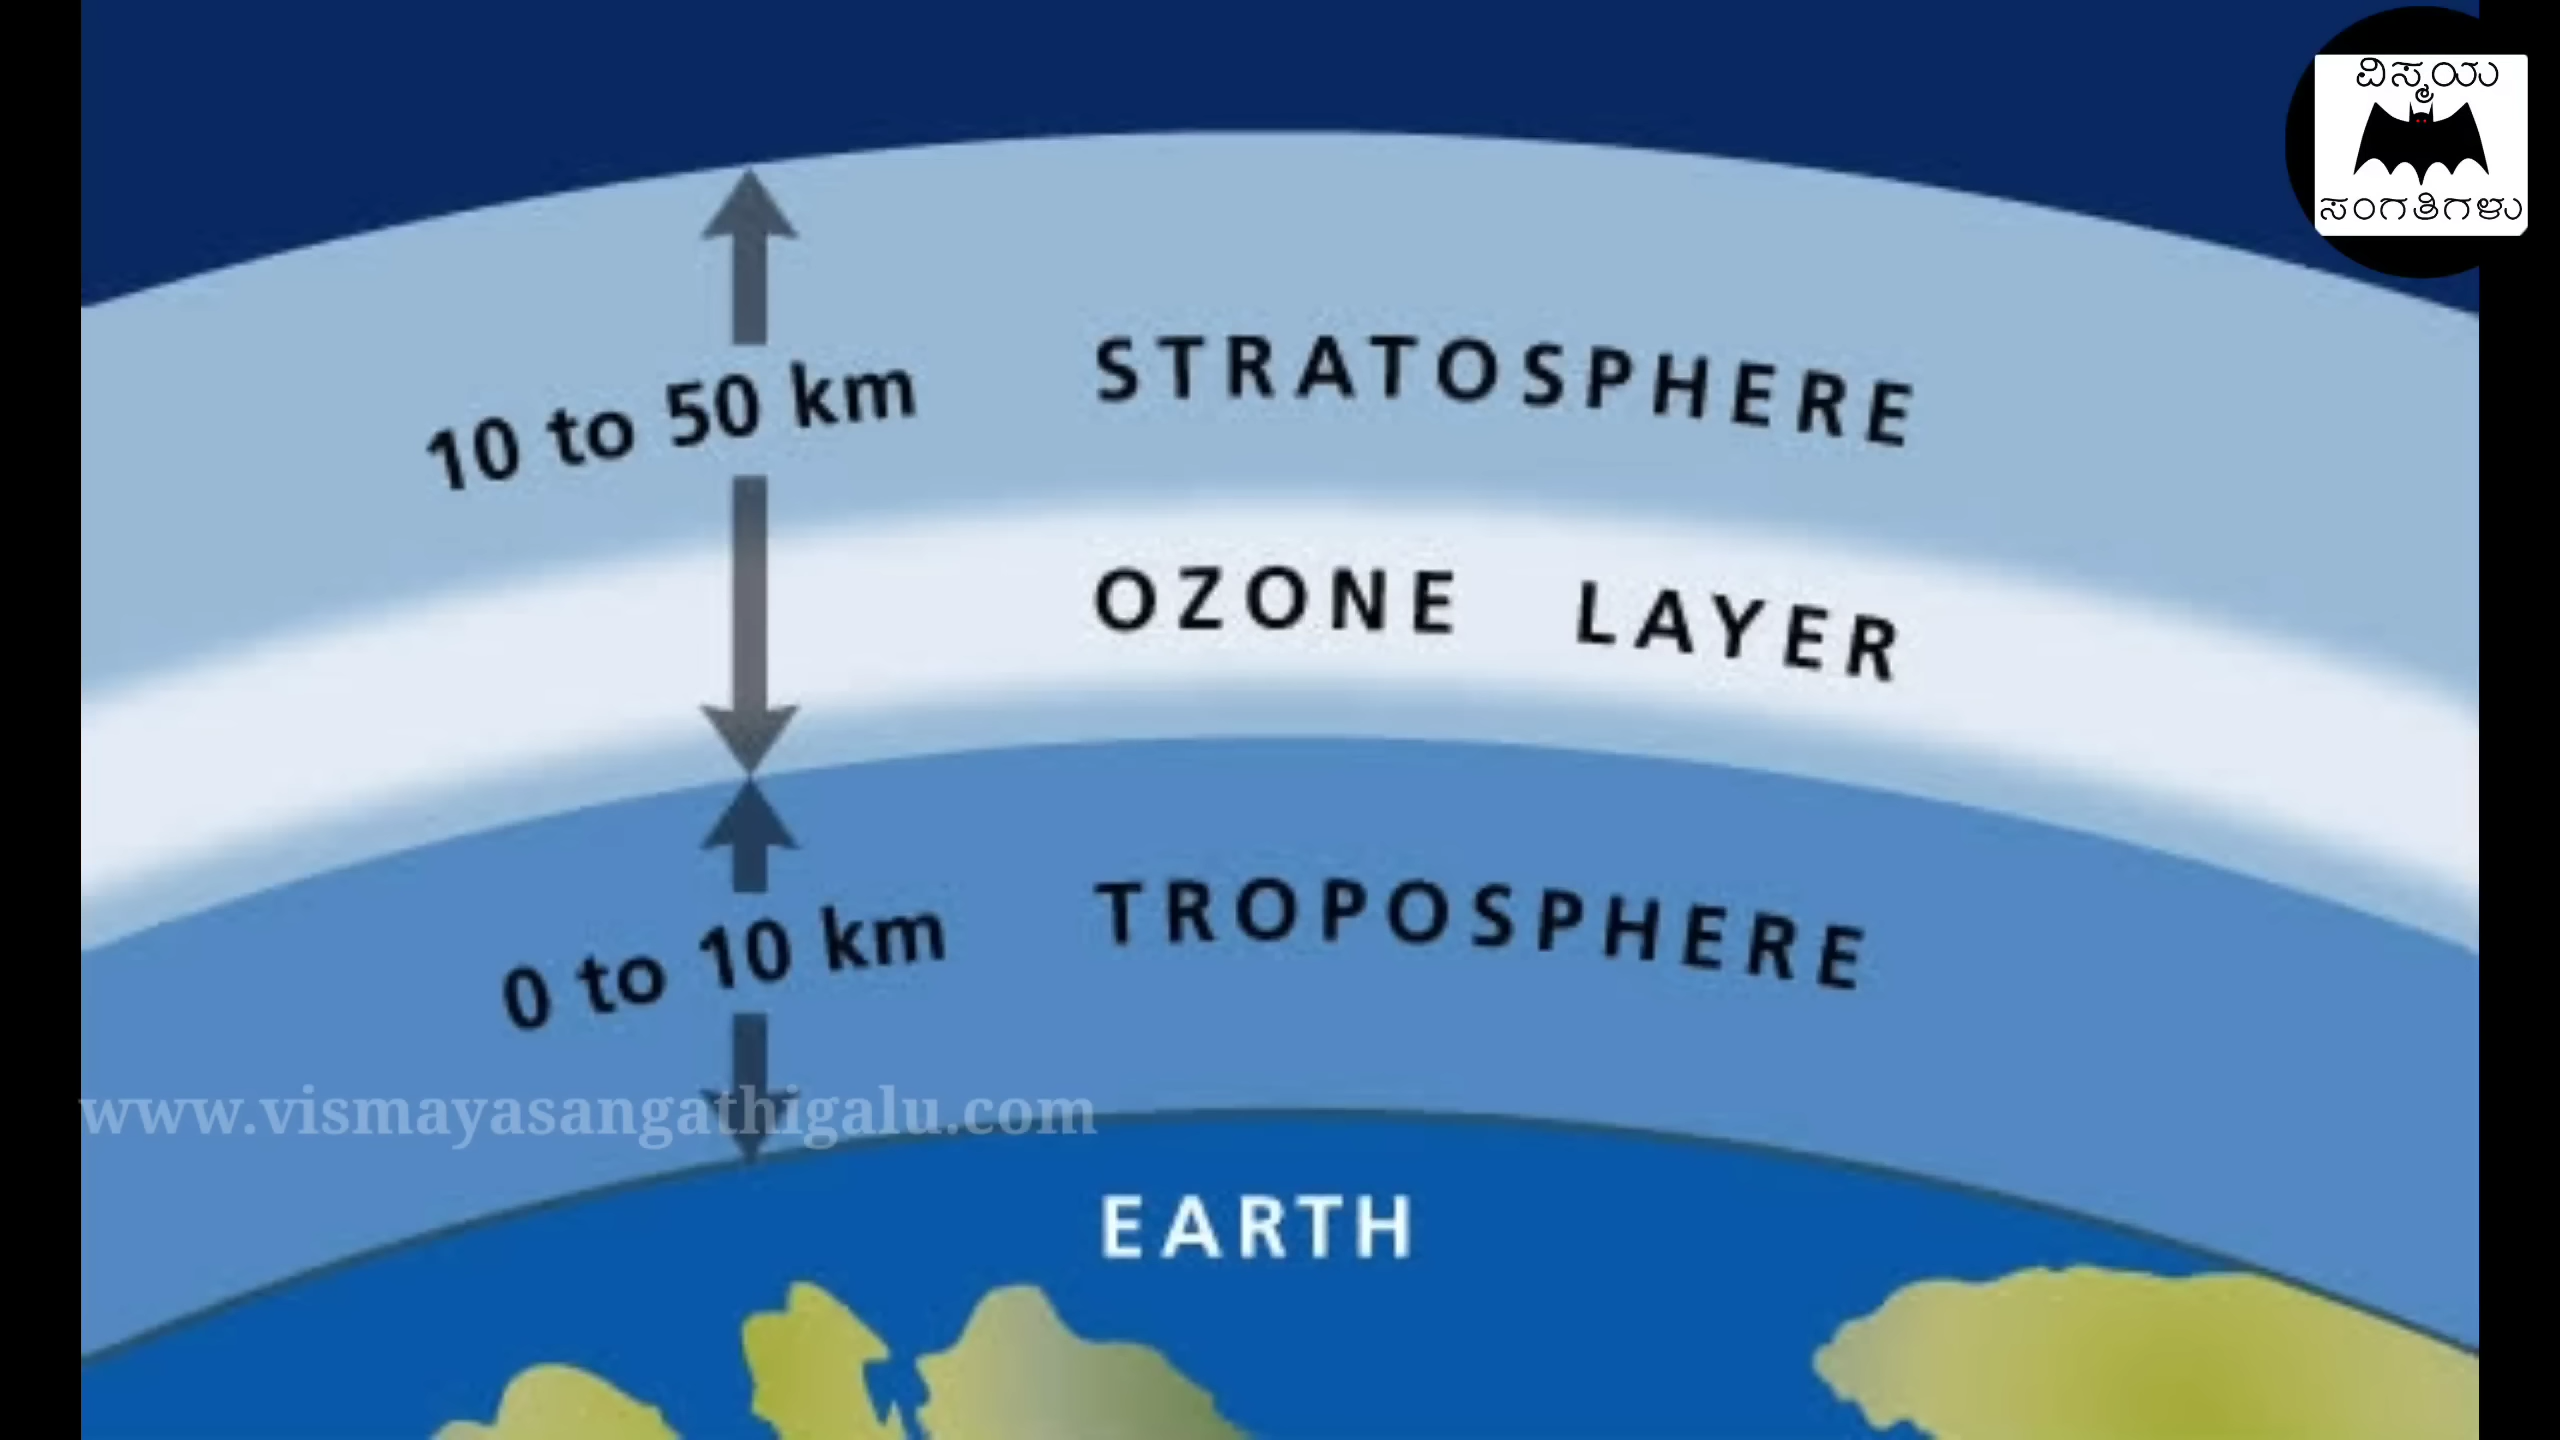 ವಿಸ್ಮಯ
ಸಂಗತಿಗಳು
10 to 50 km
STRATOSPHERE
OZONE LAYER
0 to 10 km
TROPOSPHERE
www.vismayasangathigalu.com
EARTH